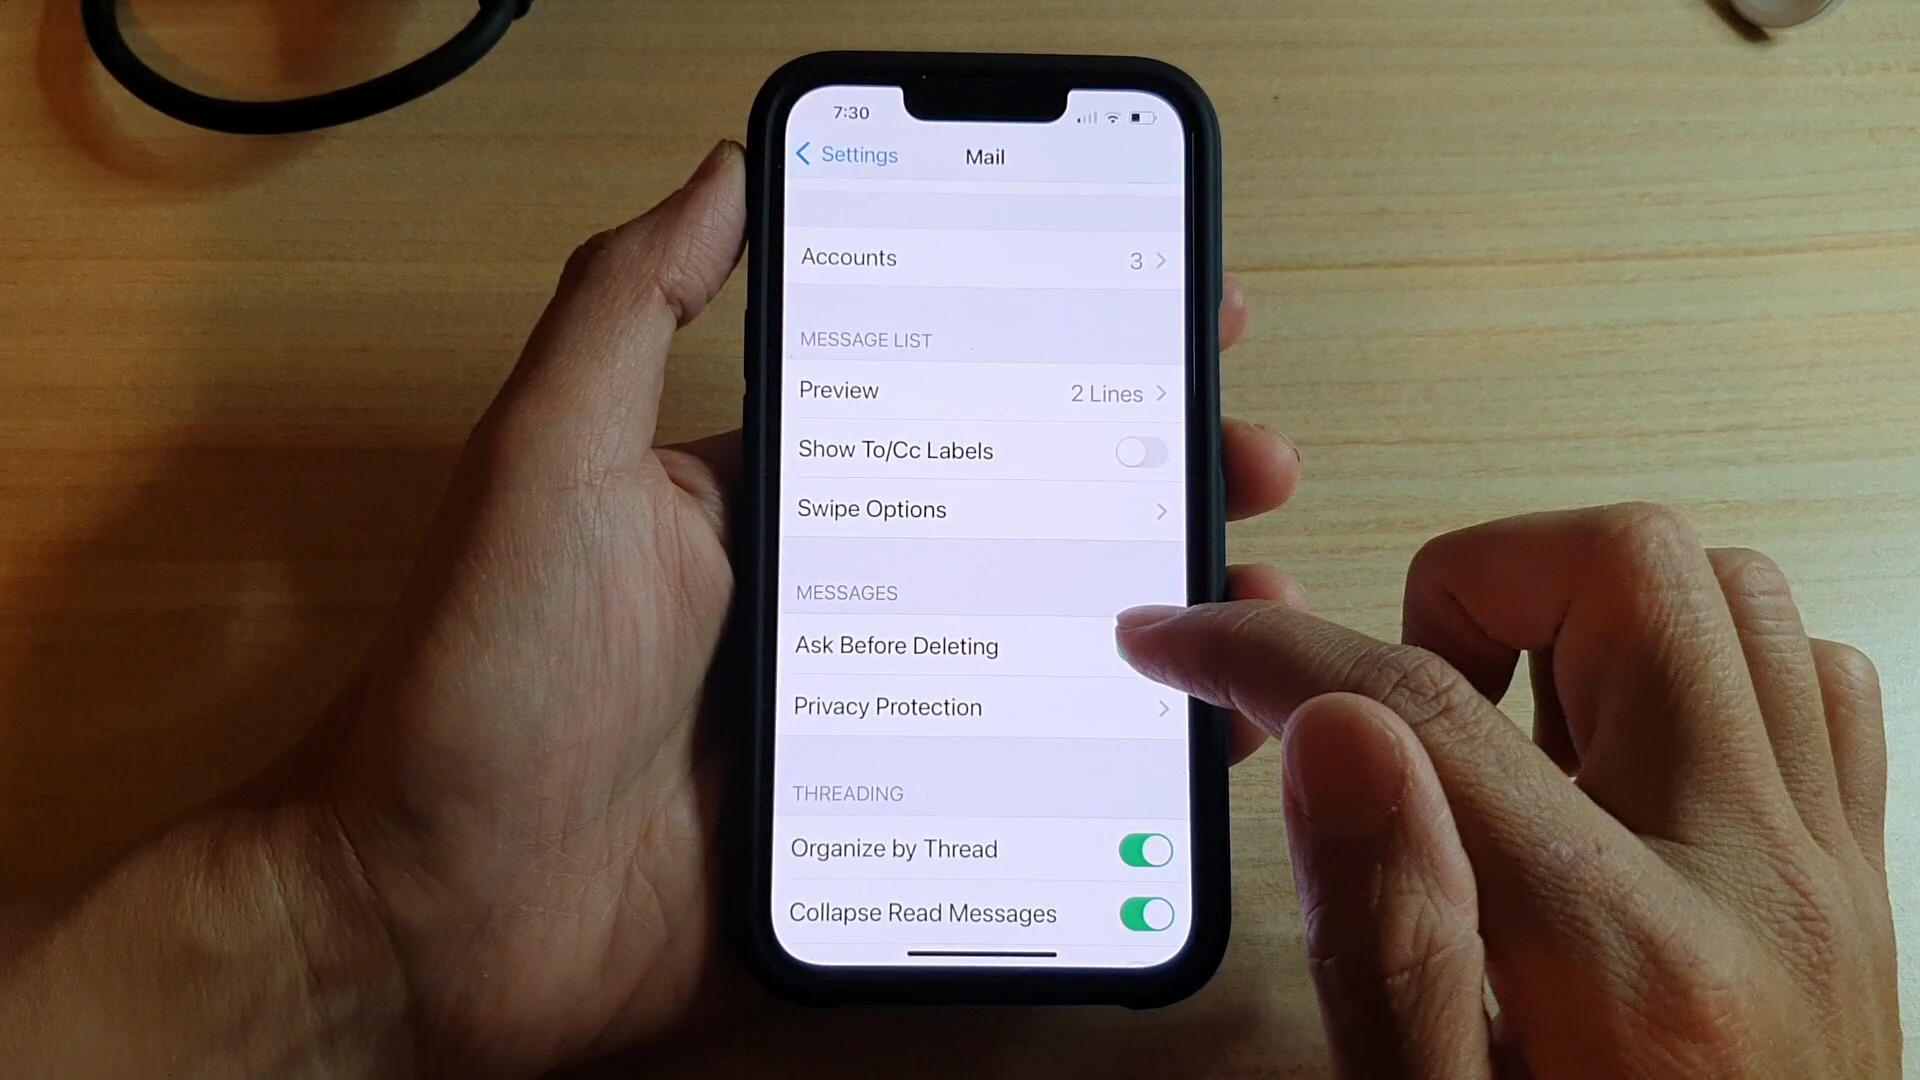 7:30
Settings
Mail
Accounts 3
MESSAGE LIST
Preview 2 Lines
Show To/Cc Labels
Swipe Options
MESSAGES
Ask Before Deleting
Privacy Protection
THREADING
Organize by Thread
Collapse Read Messages